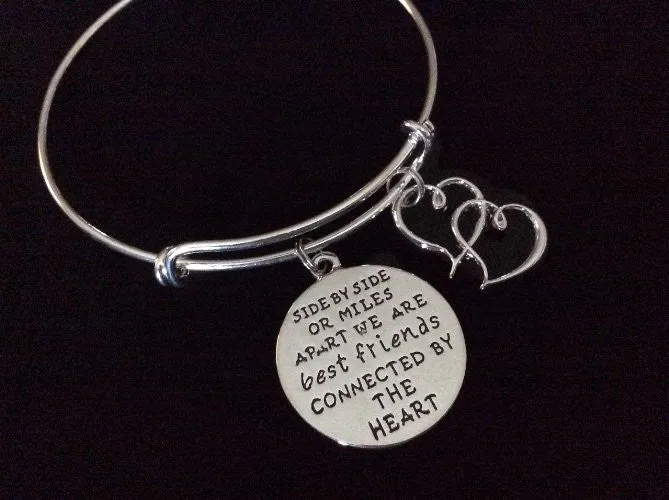 SIDE BY SIDE
OR MILES
APART WE ARE
best friends
CONNECTED BY
THE
HEART